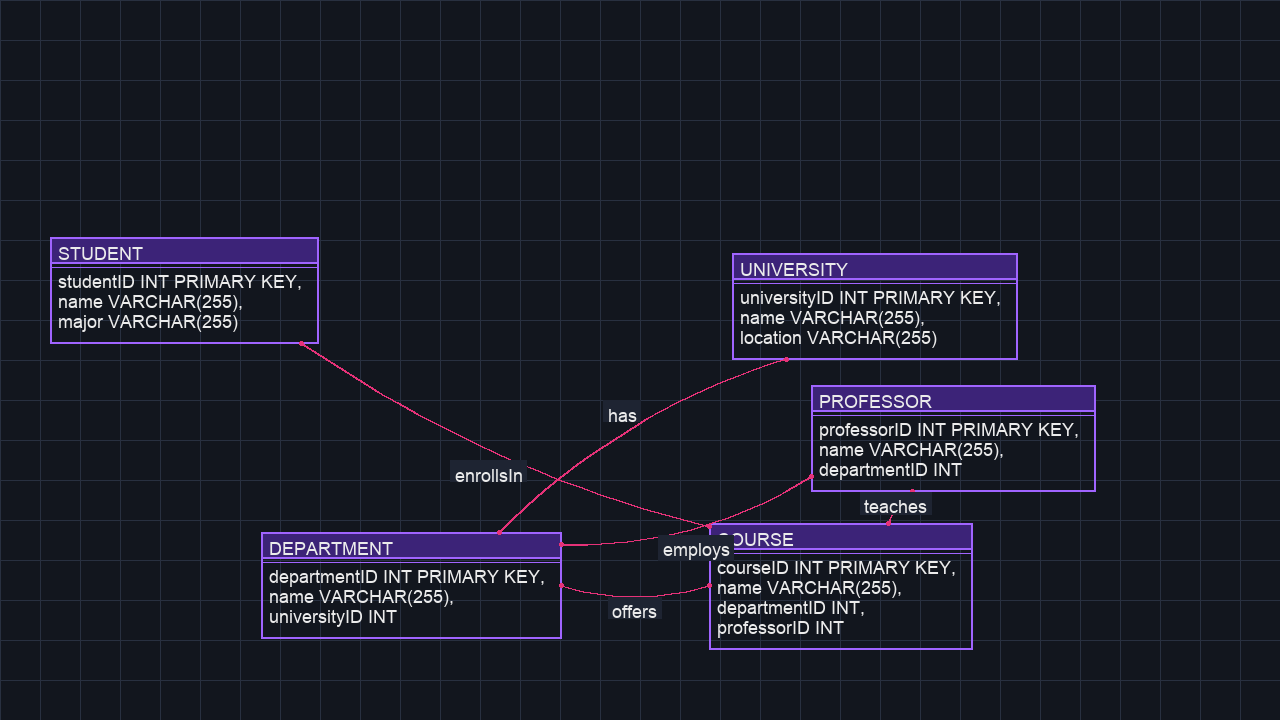 STUDENT
studentID INT PRIMARY KEY,
name VARCHAR(255),
major VARCHAR(255)
UNIVERSITY
universityID INT PRIMARY KEY,
name VARCHAR(255),
location VARCHAR(255)
has
PROFESSOR
professorID INT PRIMARY KEY,
name VARCHAR(255),
departmentID INT
enrollsIn
teaches
DEPARTMENT
departmentID INT PRIMARY KEY,
name VARCHAR(255),
universityID INT
employs
offers
COURSE
courseID INT PRIMARY KEY,
name VARCHAR(255),
departmentID INT,
professorID INT